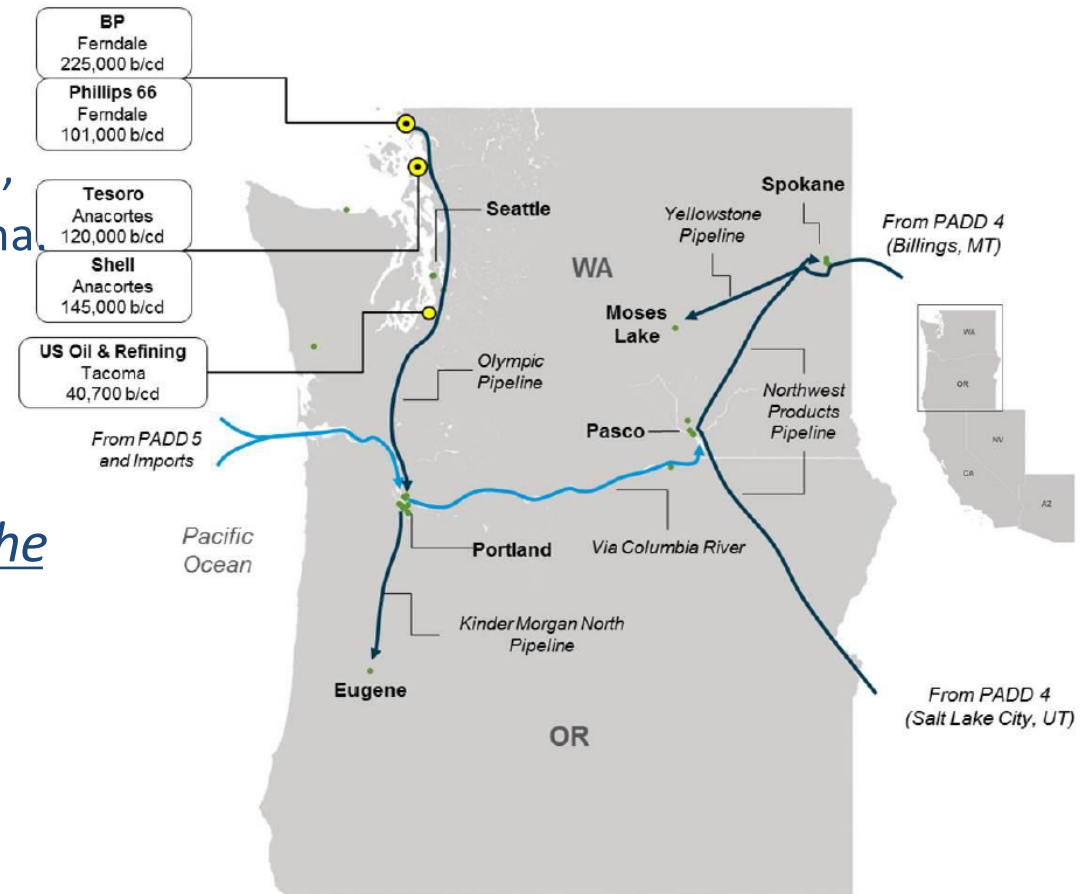 BP
Ferndale
225,000 b/cd
Phillips 66
Ferndale
101,000 b/cd
,
Tesoro
Anacortes
120,000 b/cd
na.
Shell
Anacortes
145,000 b/cd
US Oil & Refining
Tacoma
40,700 b/cd
From PADD 5
and Imports
he
Pacific
Ocean
Seattle
WA
Olympic
Pipeline
Yellowstone
Pipeline
Spokane
From PADD 4
(Billings, MT)
Moses
Lake
Northwest
Products
Pipeline
Pasco
Portland
Via Columbia River
Kinder Morgan North
Pipeline
Eugene
OR
From PADD 4
(Salt Lake City, UT)
WA
OR
NV
CA
AZ